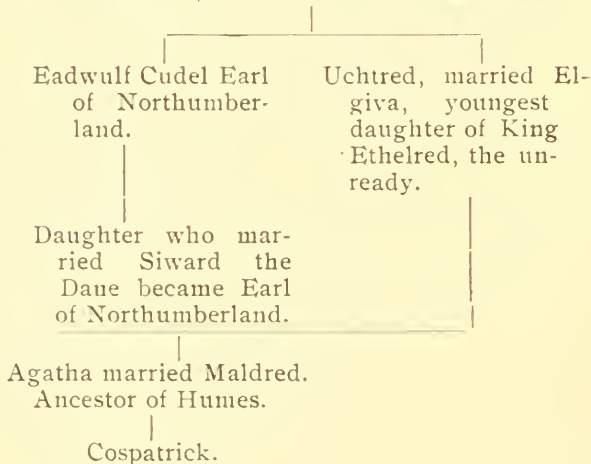 Eadwulf Cudel Earl
of Northumber-
land.
Uchtred, married El-
giva, youngest
daughter of King
Ethelred, the un-
ready.
Daughter who mar-
ried Siward the
Dane became Earl
of Northumberland.
Agatha married Maldred.
Ancestor of Humes.
Cospatrick.